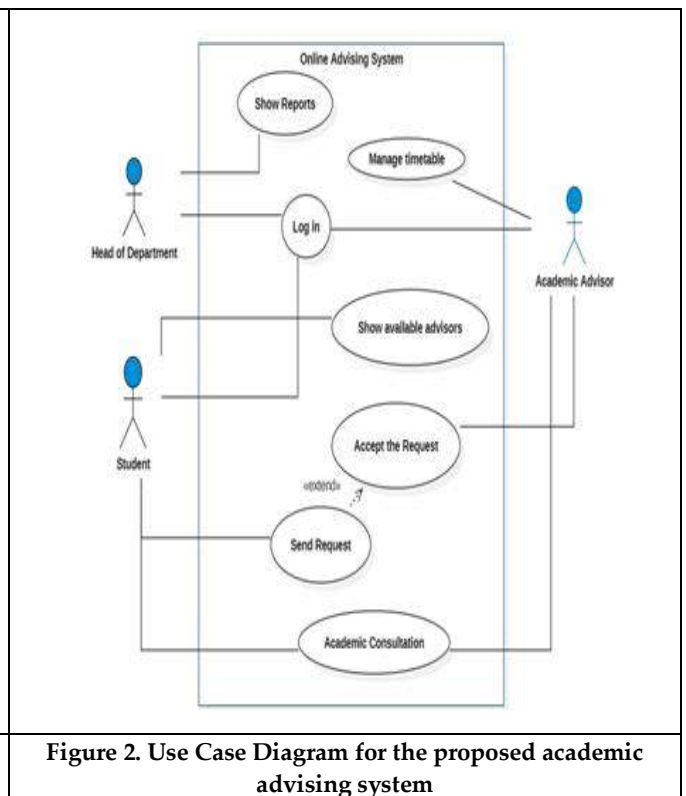 Online Advising System
Show Reports
Manage timetable
Log in
Head of Department
Academic Advisor
Show available advisors
Accept the Request
Student
«extend»
Send Request
Academic Consultation
Figure 2. Use Case Diagram for the proposed academic
advising system